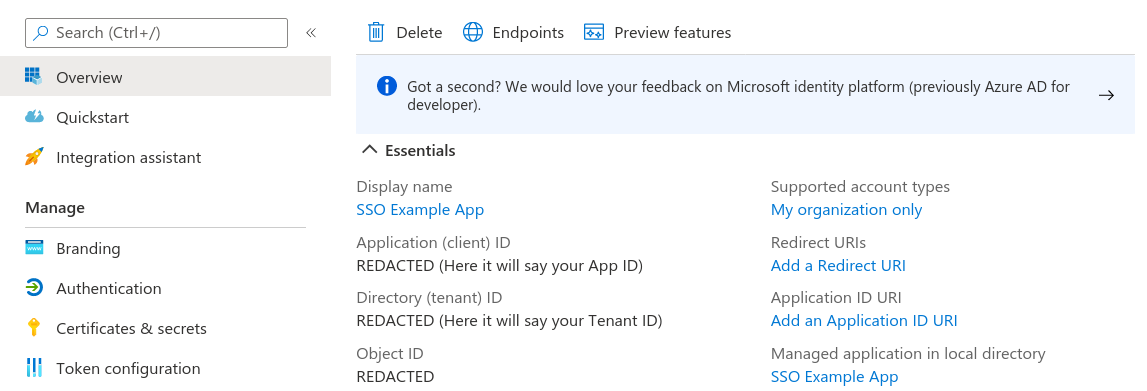 Search (Ctrl+/)
«
Overview
Quickstart
Integration assistant
Manage
Branding
Authentication
Certificates & secrets
Token configuration
Delete
Endpoints
Preview features
Got a second? We would love your feedback on Microsoft identity platform (previously Azure AD for
developer).
Essentials
Display name
SSO Example App
Application (client) ID
REDACTED (Here it will say your App ID)
Directory (tenant) ID
REDACTED (Here it will say your Tenant ID)
Object ID
REDACTED
Supported account types
My organization only
Redirect URIs
Add a Redirect URI
Application ID URI
Add an Application ID URI
Managed application in local directory
SSO Example App